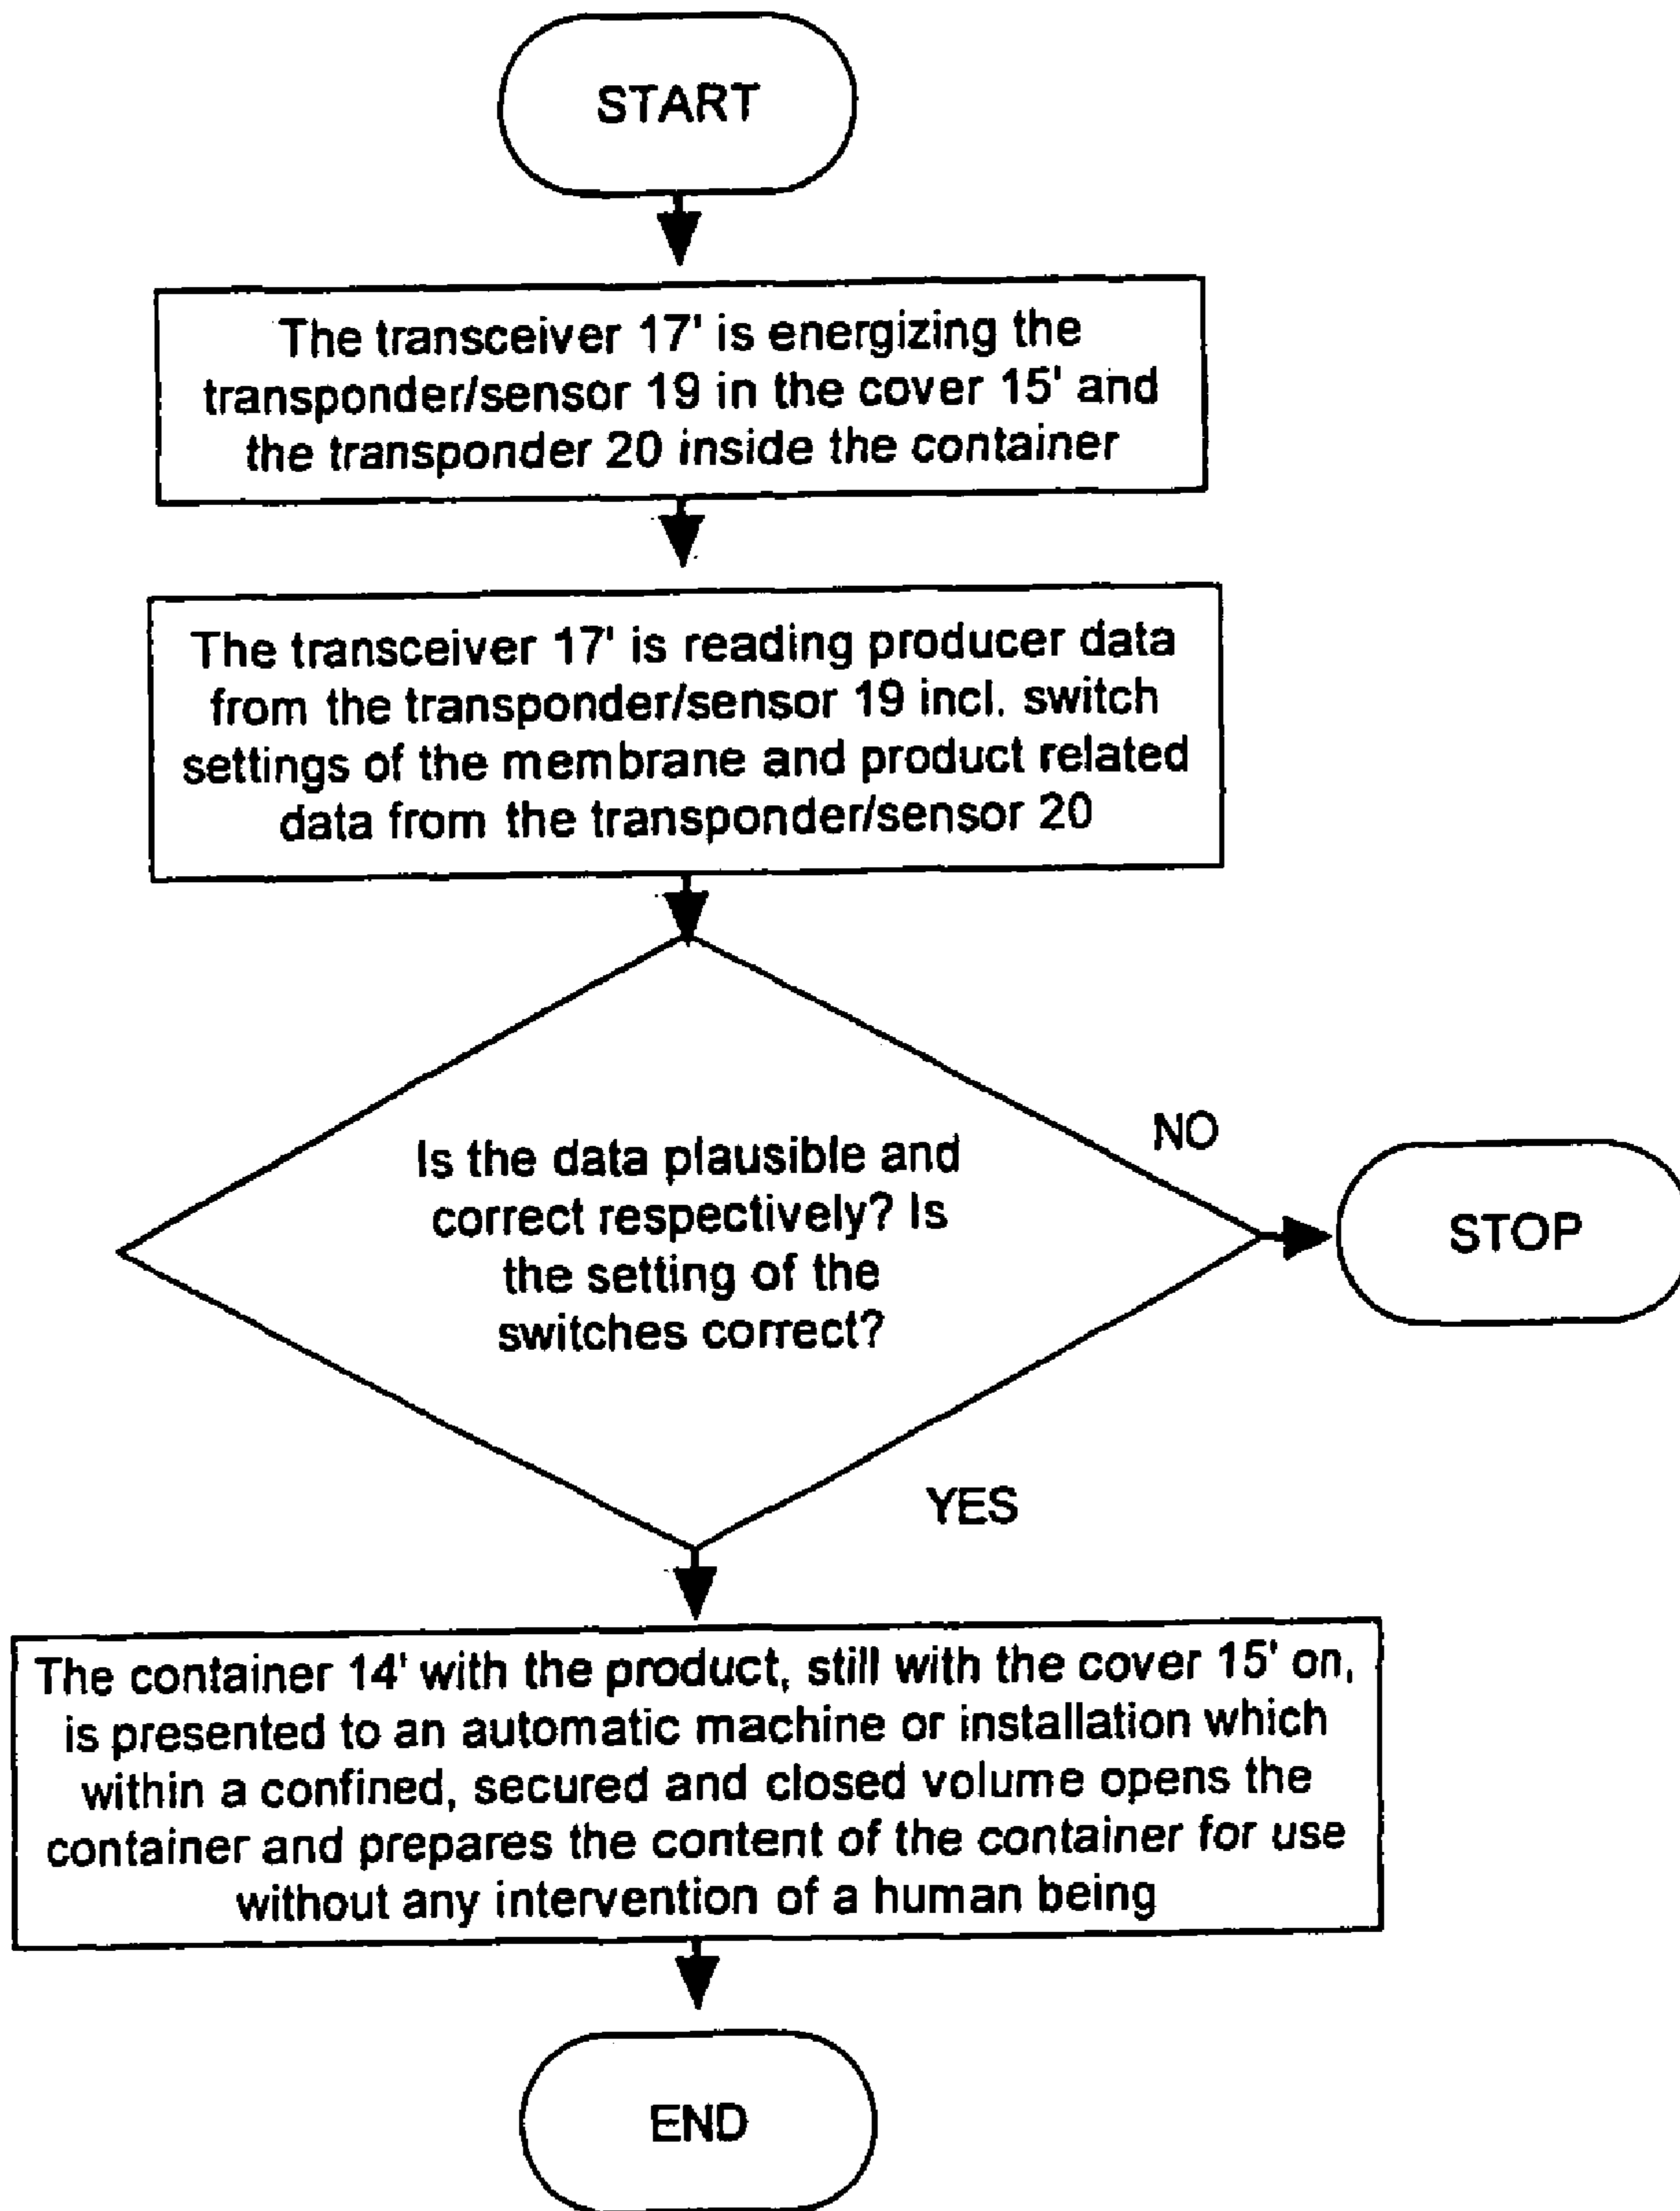 START
The transceiver 17' is energizing the
transponder/sensor 19 in the cover 15' and
the transponder 20 inside the container
The transceiver 17' is reading producer data
from the transponder/sensor 19 incl. switch
settings of the membrane and product related
data from the transponder/sensor 20
Is the data plausible and
correct respectively? Is
the setting of the
switches correct?
NO
STOP
YES
The container 14' with the product, still with the cover 15' on,
is presented to an automatic machine or installation which
within a confined, secured and closed volume opens the
container and prepares the content of the container for use
without any intervention of a human being
END